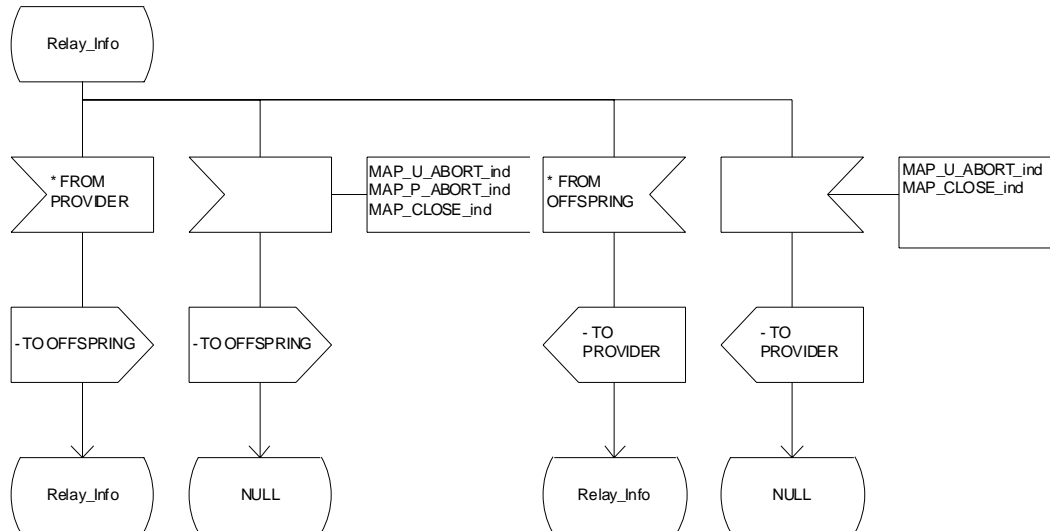 Relay_Info
* FROM
PROVIDER
MAP_U_ABORT_ind
MAP_P_ABORT_ind
MAP_CLOSE_ind
* FROM
OFFSPRING
MAP_U_ABORT_ind
MAP_CLOSE_ind
- TO OFFSPRING
- TO OFFSPRING
- TO
PROVIDER
- TO
PROVIDER
Relay_Info
NULL
Relay_Info
NULL